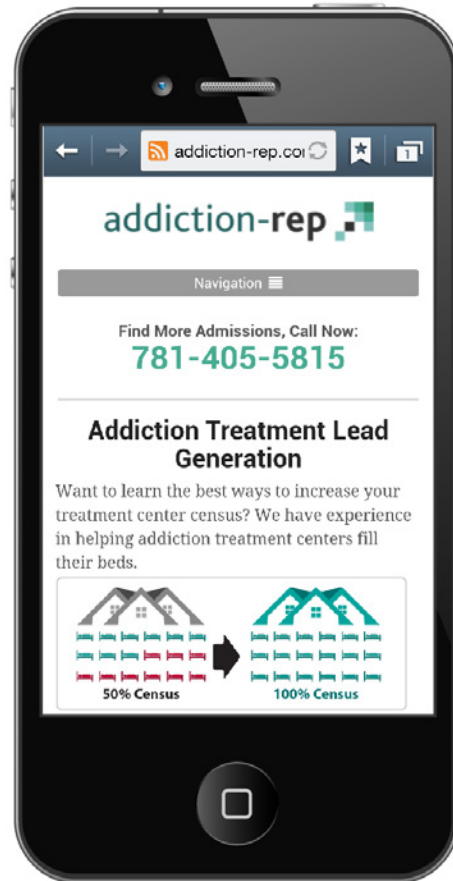 addiction-rep.co
1
addiction-rep
Navigation
Find More Admissions, Call Now:
781-405-5815
Addiction Treatment Lead
Generation
Want to learn the best ways to increase your
treatment center census? We have experience
in helping addiction treatment centers fill
their beds.
50% Census
100% Census